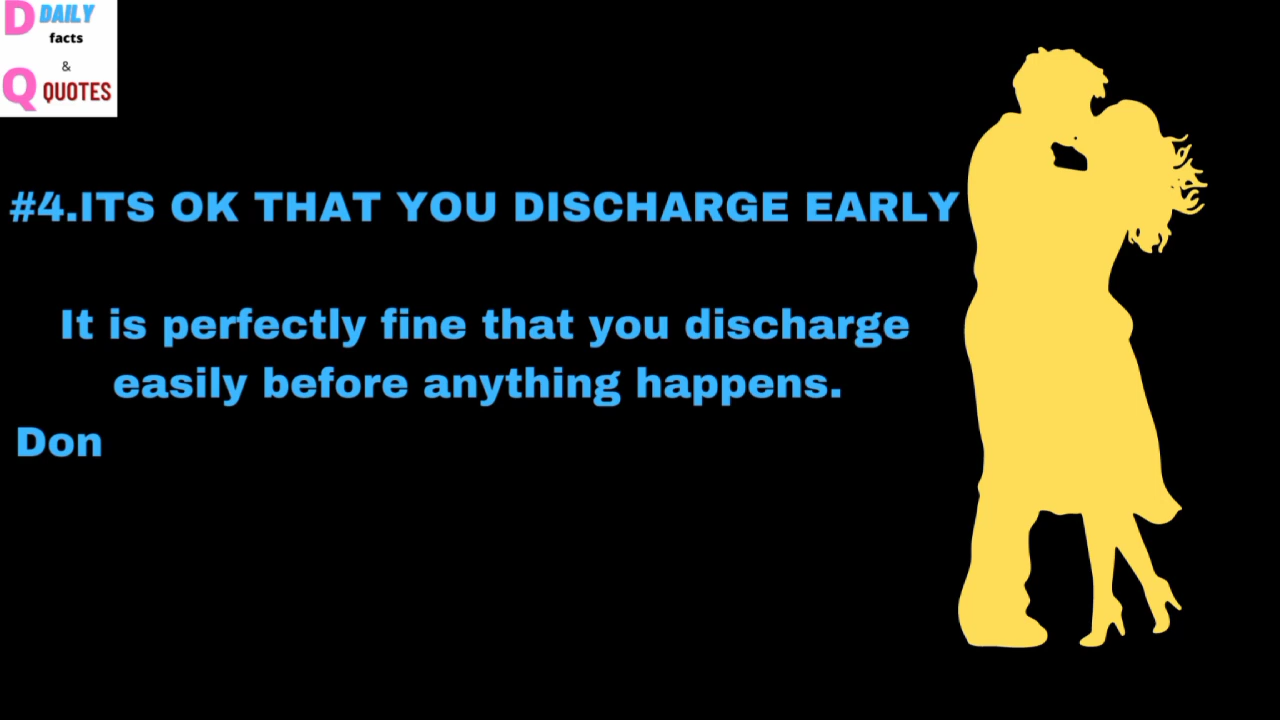 D DAILY
facts
&
Q QUOTES
#4.ITS OK THAT YOU DISCHARGE EARLY
It is perfectly fine that you discharge
easily before anything happens.
Don